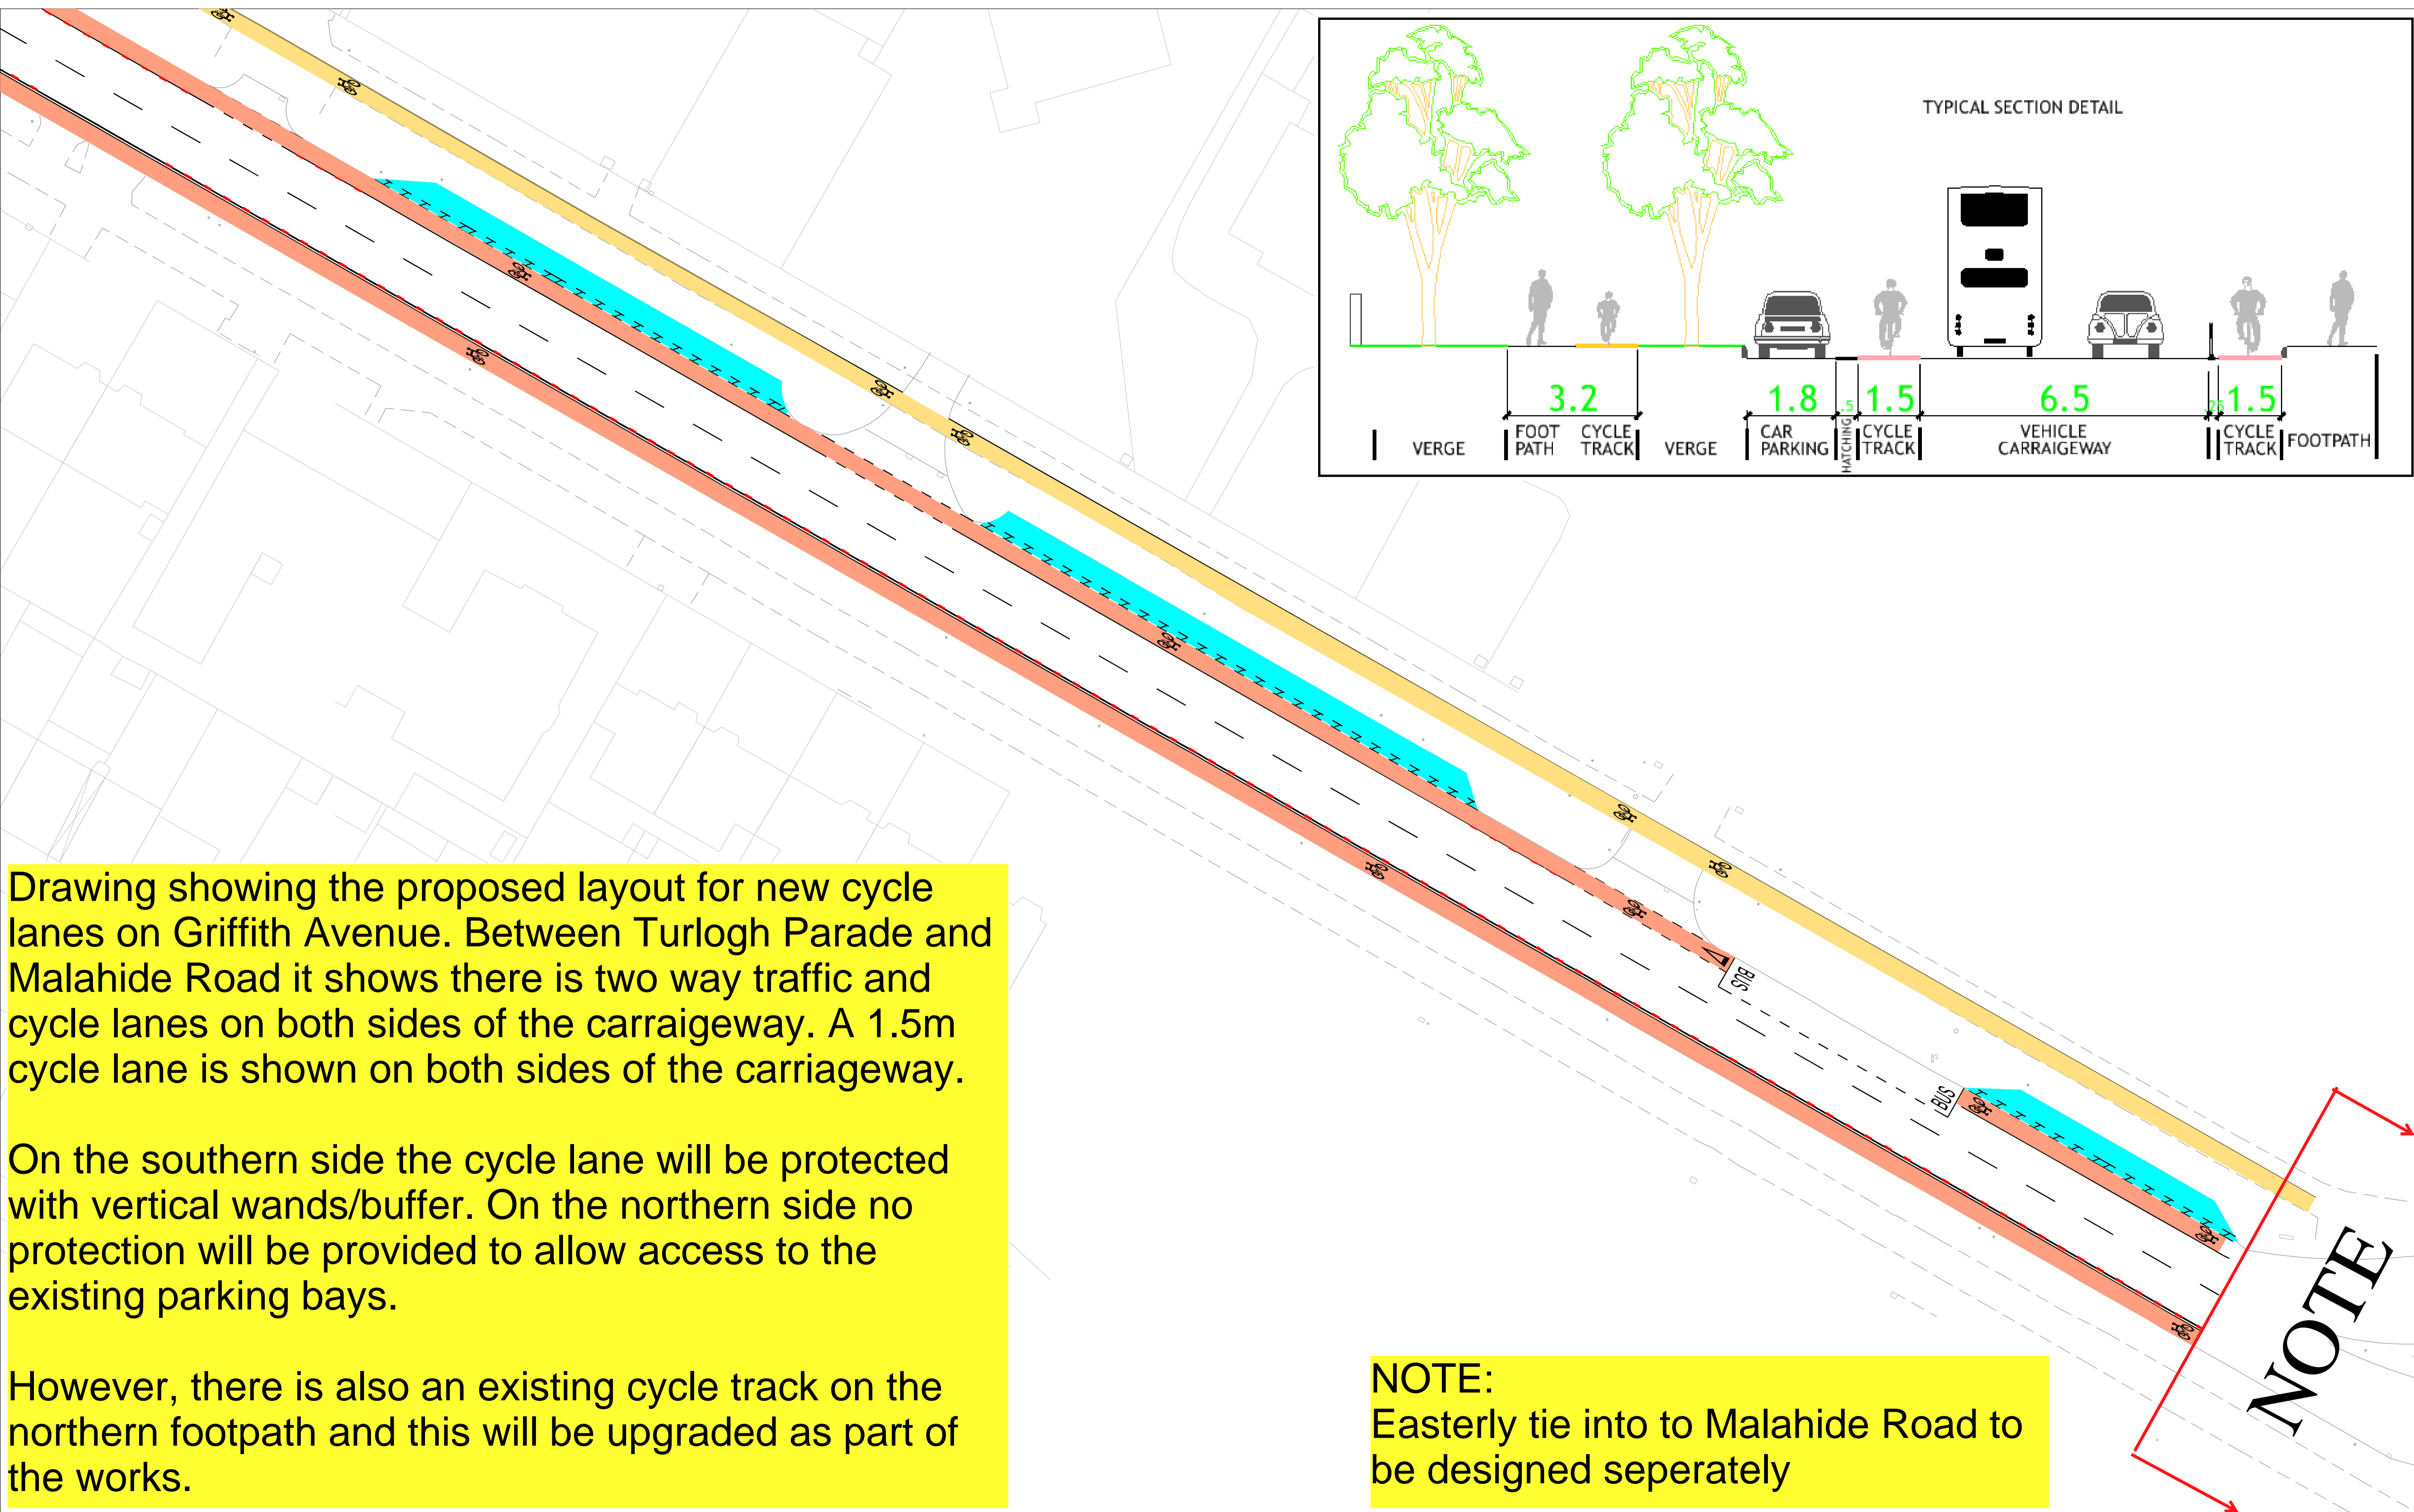 TYPICAL SECTION DETAIL
3.2
1.8
.5
1.5
6.5
.25
1.5
VERGE
FOOT
PATH
CYCLE
TRACK
VERGE
CAR
PARKING
HATCHING
CYCLE
TRACK
VEHICLE
CARRAIGEWAY
CYCLE
TRACK
FOOTPATH
BUS
BUS
Drawing showing the proposed layout for new cycle
lanes on Griffith Avenue. Between Turlogh Parade and
Malahide Road it shows there is two way traffic and
cycle lanes on both sides of the carraigeway. A 1.5m
cycle lane is shown on both sides of the carriageway.
On the southern side the cycle lane will be protected
with vertical wands/buffer. On the northern side no
protection will be provided to allow access to the
existing parking bays.
However, there is also an existing cycle track on the
northern footpath and this will be upgraded as part of
the works.
NOTE
NOTE:
Easterly tie into to Malahide Road to
be designed seperately